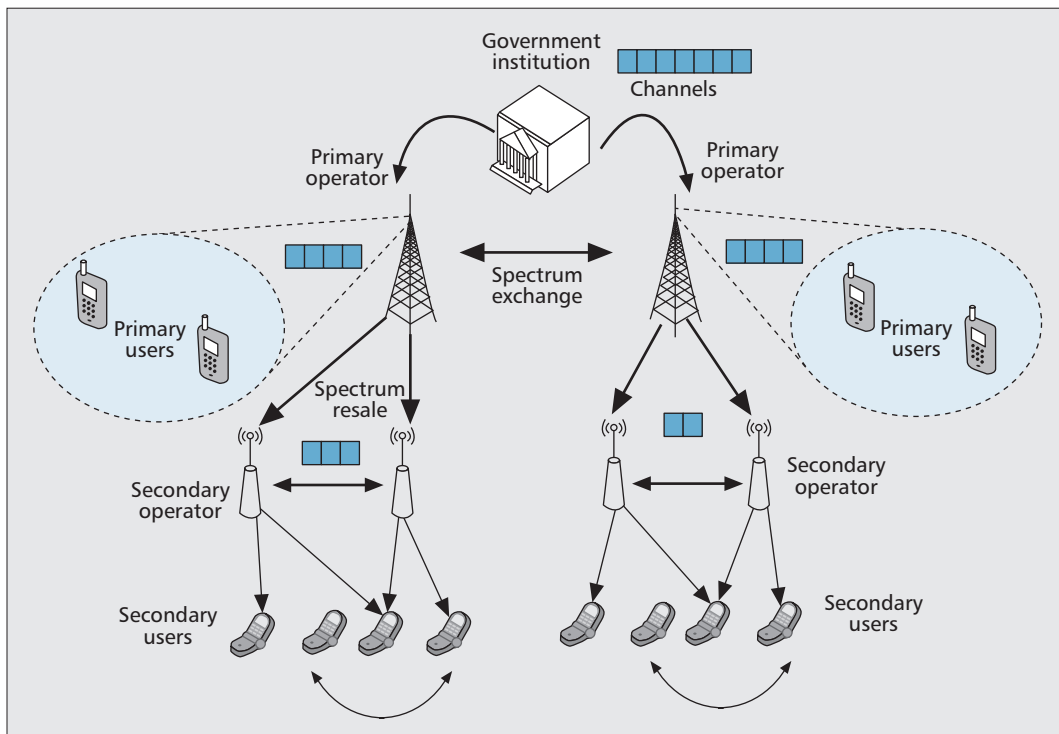 Government
institution
Channels
Primary
operator
Primary
operator
Spectrum
exchange
Primary
users
Primary
users
Spectrum
resale
Secondary
operator
Secondary
operator
Secondary
users
Secondary
users